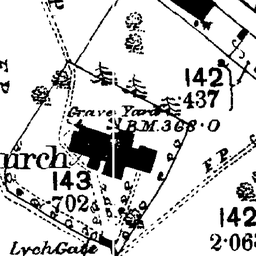 142
437
Grave Yard
B.M. 368·0
urch
143
·702
F.P.
142
2·06
Lych Gate